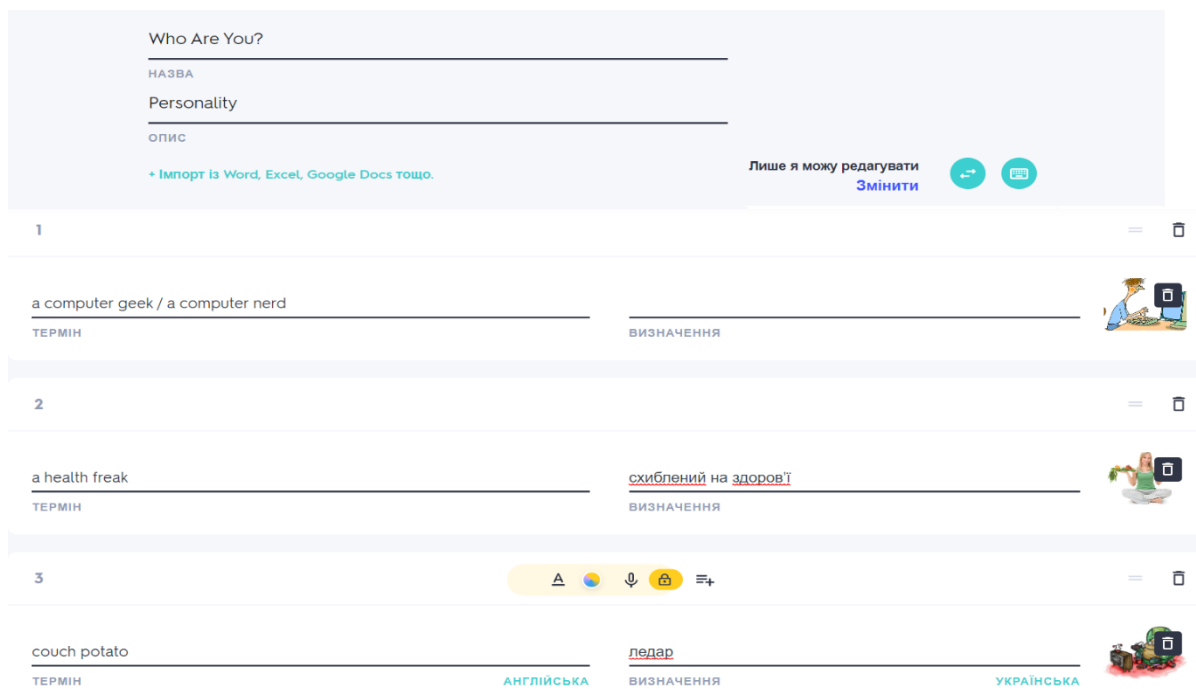 Who Are You?
НАЗВА
Personality
ОПИС
+ Імпорт із Word, Excel, Google Docs тощо.
Лише я можу редагувати
Змінити
1
a computer geek / a computer nerd
ТЕРМІН
ВИЗНАЧЕННЯ
2
a health freak
схиблений на здоров'ї
ТЕРМІН
ВИЗНАЧЕННЯ
3
couch potato
ледар
ТЕРМІН
АНГЛІЙСЬКА
ВИЗНАЧЕННЯ
УКРАЇНСЬКА